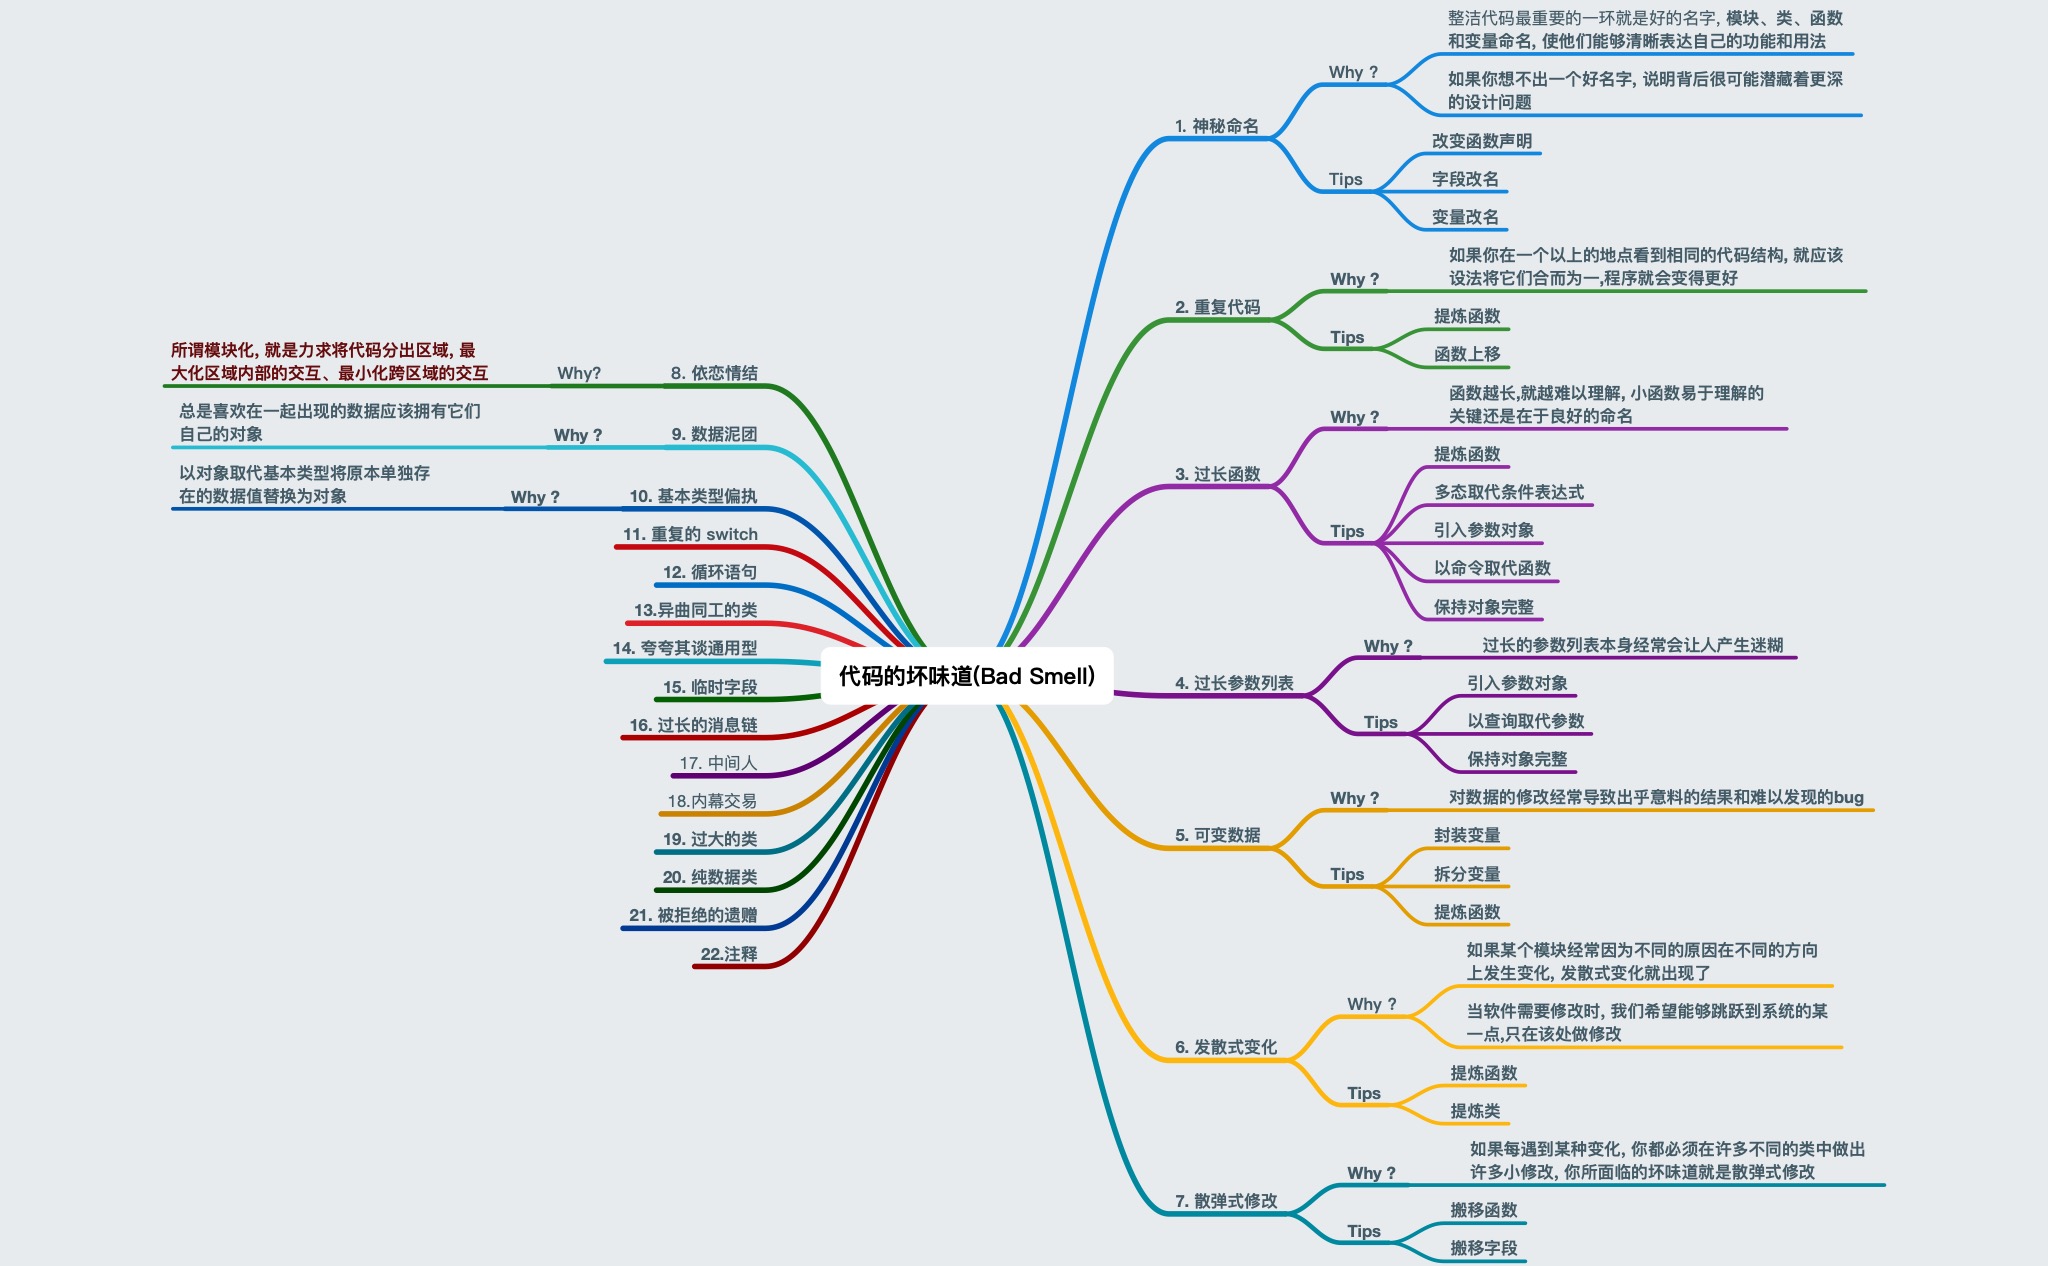 代码的坏味道(Bad Smell)
1. 神秘命名
Why ?
整洁代码最重要的一环就是好的名字, 模块、类、函数
和变量命名, 使他们能够清晰表达自己的功能和用法
如果你想不出一个好名字, 说明背后很可能潜藏着更深
的设计问题
Tips
改变函数声明
字段改名
变量改名
2. 重复代码
Why ?
如果你在一个以上的地点看到相同的代码结构, 就应该
设法将它们合而为一,程序就会变得更好
Tips
提炼函数
函数上移
3. 过长函数
Why ?
函数越长,就越难以理解, 小函数易于理解的
关键还是在于良好的命名
Tips
提炼函数
多态取代条件表达式
引入参数对象
以命令取代函数
保持对象完整
4. 过长参数列表
Why ?
过长的参数列表本身经常会让人产生迷糊
Tips
引入参数对象
以查询取代参数
保持对象完整
5. 可变数据
Why ?
对数据的修改经常导致出乎意料的结果和难以发现的bug
Tips
封装变量
拆分变量
提炼函数
6. 发散式变化
Why ?
如果某个模块经常因为不同的原因在不同的方向
上发生变化, 发散式变化就出现了
当软件需要修改时, 我们希望能够跳跃到系统的某
一点,只在该处做修改
Tips
提炼函数
提炼类
7. 散弹式修改
Why ?
如果每遇到某种变化, 你都必须在许多不同的类中做出
许多小修改, 你所面临的坏味道就是散弹式修改
Tips
搬移函数
搬移字段
8. 依恋情结
Why?
所谓模块化, 就是力求将代码分出区域, 最
大化区域内部的交互、最小化跨区域的交互
9. 数据泥团
Why ?
总是喜欢在一起出现的数据应该拥有它们
自己的对象
10. 基本类型偏执
Why ?
以对象取代基本类型将原本单独存
在的数据值替换为对象
11. 重复的 switch
12. 循环语句
13.异曲同工的类
14. 夸夸其谈通用型
15. 临时字段
16. 过长的消息链
17. 中间人
18.内幕交易
19. 过大的类
20. 纯数据类
21. 被拒绝的遗赠
22.注释